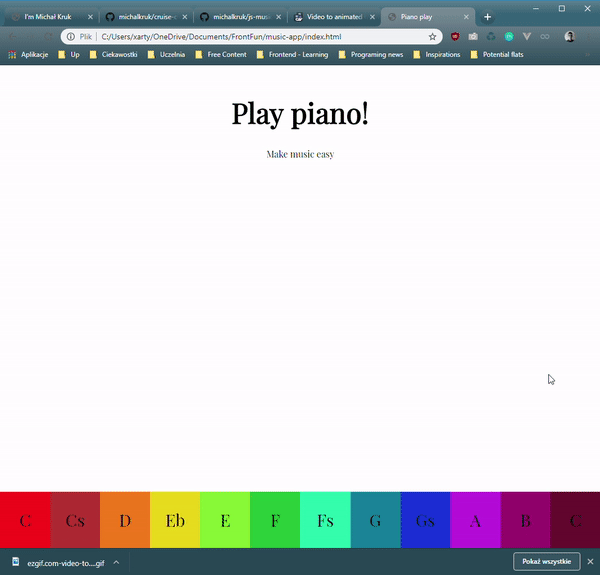 I'm Michał Kruk
michalkruk/cruise-c
michalkruk/js-mus
Video to animated
Piano play
Plik
C:/Users/xarty/OneDrive/Documents/FrontFun/music-app/index.html
Aplikacje
Up
Ciekawostki
Uczelnia
Free Content
Frontend - Learning
Programing news
Inspirations
Potential flats
Play piano!
Make music easy
C
Cs
D
Eb
E
F
Fs
G
Gs
A
B
C
ezgif.com-video-to....gif
Pokaż wszystkie